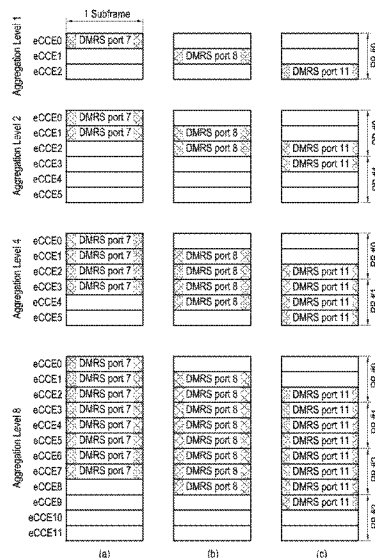 1 Subframe
Aggregation Level 1
eCCE0 DMRS port 7
eCCE1 DMRS port 8
eCCE2 DMRS port 11
Aggregation Level 2
eCCE0 DMRS port 7
eCCE1 DMRS port 7 DMRS port 8
eCCE2 DMRS port 8 DMRS port 11
eCCE3 DMRS port 11
eCCE4
eCCE5
Aggregation Level 4
eCCE0 DMRS port 7
eCCE1 DMRS port 7 DMRS port 8
eCCE2 DMRS port 7 DMRS port 8 DMRS port 11
eCCE3 DMRS port 7 DMRS port 8 DMRS port 11
eCCE4 DMRS port 8 DMRS port 11
eCCE5 DMRS port 11
Aggregation Level 8
eCCE0 DMRS port 7
eCCE1 DMRS port 7 DMRS port 8
eCCE2 DMRS port 7 DMRS port 8 DMRS port 11
eCCE3 DMRS port 7 DMRS port 8 DMRS port 11
eCCE4 DMRS port 7 DMRS port 8 DMRS port 11
eCCE5 DMRS port 7 DMRS port 8 DMRS port 11
eCCE6 DMRS port 7 DMRS port 8 DMRS port 11
eCCE7 DMRS port 7 DMRS port 8 DMRS port 11
eCCE8 DMRS port 8 DMRS port 11
eCCE9 DMRS port 11
eCCE10
eCCE11
(a) (b) (c)